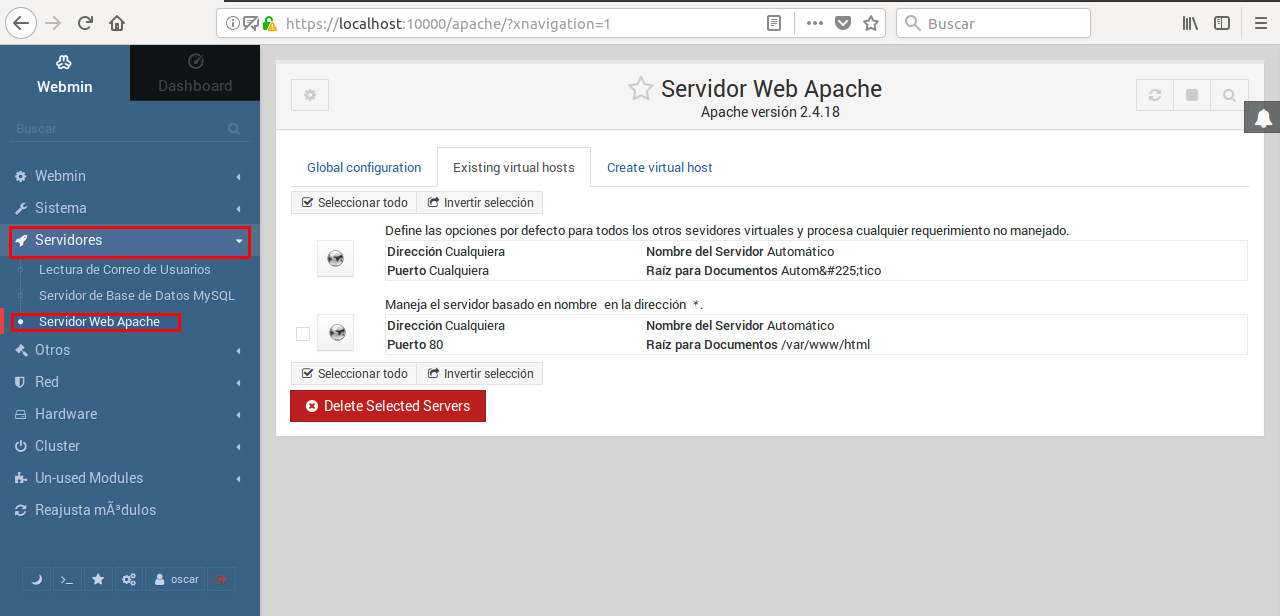 https://localhost:10000/apache/?xnavigation=1
Buscar
Webmin
Dashboard
Buscar
Webmin
Sistema
Servidores
Lectura de Correo de Usuarios
Servidor de Base de Datos MySQL
Servidor Web Apache
Otros
Red
Hardware
Cluster
Un-used Modules
Reajusta mÃ³dulos
oscar
Servidor Web Apache
Apache versión 2.4.18
Global configuration
Existing virtual hosts
Create virtual host
Seleccionar todo
Invertir selección
Define las opciones por defecto para todos los otros sevidores virtuales y procesa cualquier requerimiento no manejado.
Dirección Cualquiera
Nombre del Servidor Automático
Puerto Cualquiera
Raíz para Documentos Autom&#225;tico
Maneja el servidor basado en nombre en la dirección *.
Dirección Cualquiera
Nombre del Servidor Automático
Puerto 80
Raíz para Documentos /var/www/html
Seleccionar todo
Invertir selección
Delete Selected Servers